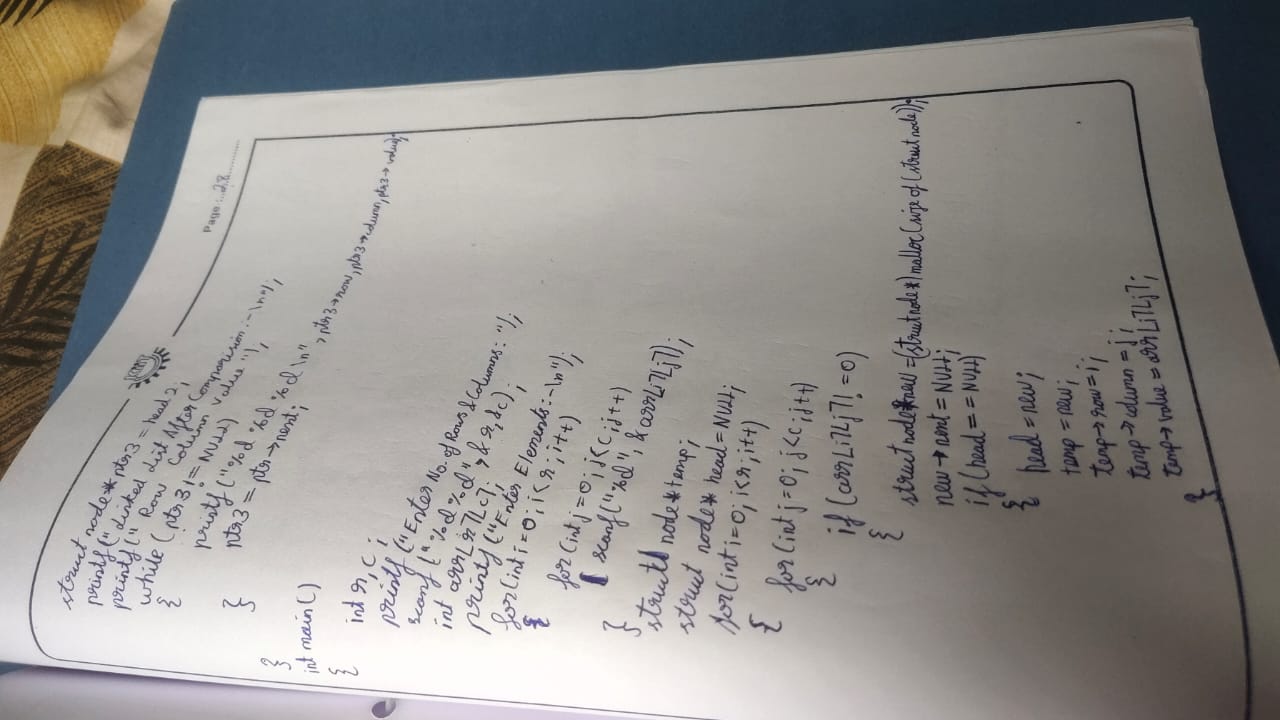 Page :..28..........
struct node* ptr3 = head2;
printf(" Linked List After Comparision :-\n");
printf(" Row Column Value ");
while (ptr3 != NULL)
{
printf("%d %d %d \n", ptr3→row, ptr3→column, ptr3→value);
ptr3 = ptr→next;
}
}
int main()
{
int r, c ;
printf ("Enter No. of Rows & Columns: ");
scanf ("%d %d", & r, &c) ;
int arr[r][c];
printf ("Enter Elements :-\n");
for(int i = 0; i < r ; i++)
{
for (int j = 0; j < c ; j++)
scanf("%d", & arr[i][j]);
}
struct node* temp;
struct node* head = NULL;
for(int i = 0; i < r ; i++)
{
for (int j = 0; j < c ; j++)
{
if (arr[i][j] != 0)
{
struct node*new = (struct node*) malloc (size of (struct node));
new → next = NULL;
if (head == NULL)
{
head = new;
temp = new;
temp → row = i;
temp → column = j;
temp → value = arr[i][j];
}